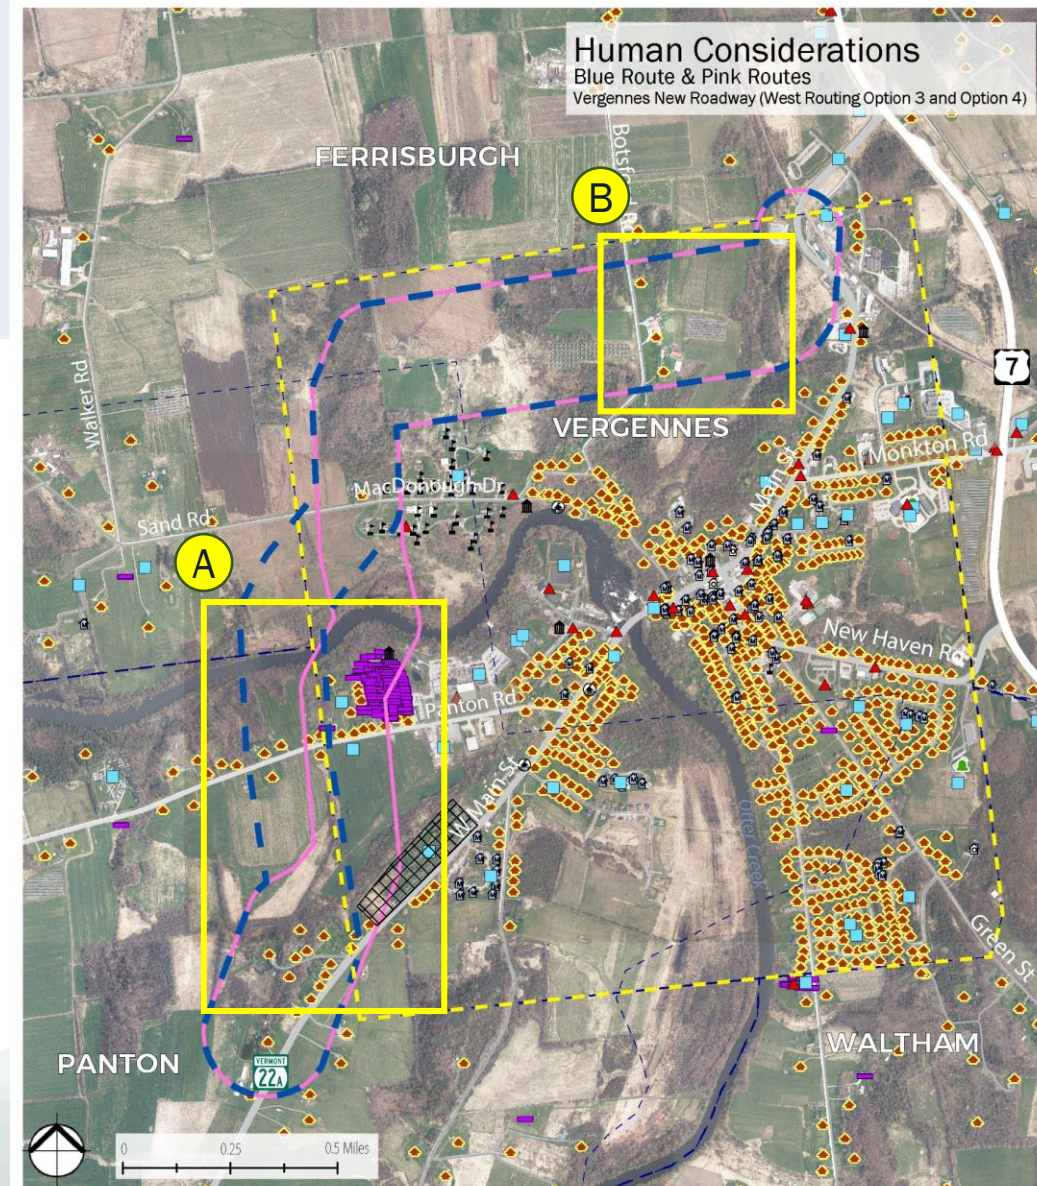 Human Considerations
Blue Route & Pink Routes
Vergennes New Roadway (West Routing Option 3 and Option 4)
FERRISBURGH
B
7
Walker Rd
VERGENNES
Monkton Rd
Main St
MacDonough Dr
Sand Rd
A
New Haven Rd
Panton Rd
W. Main St
Otter Creek
Green St
WALTHAM
PANTON
VERMONT
22A
0 0.25 0.5 Miles